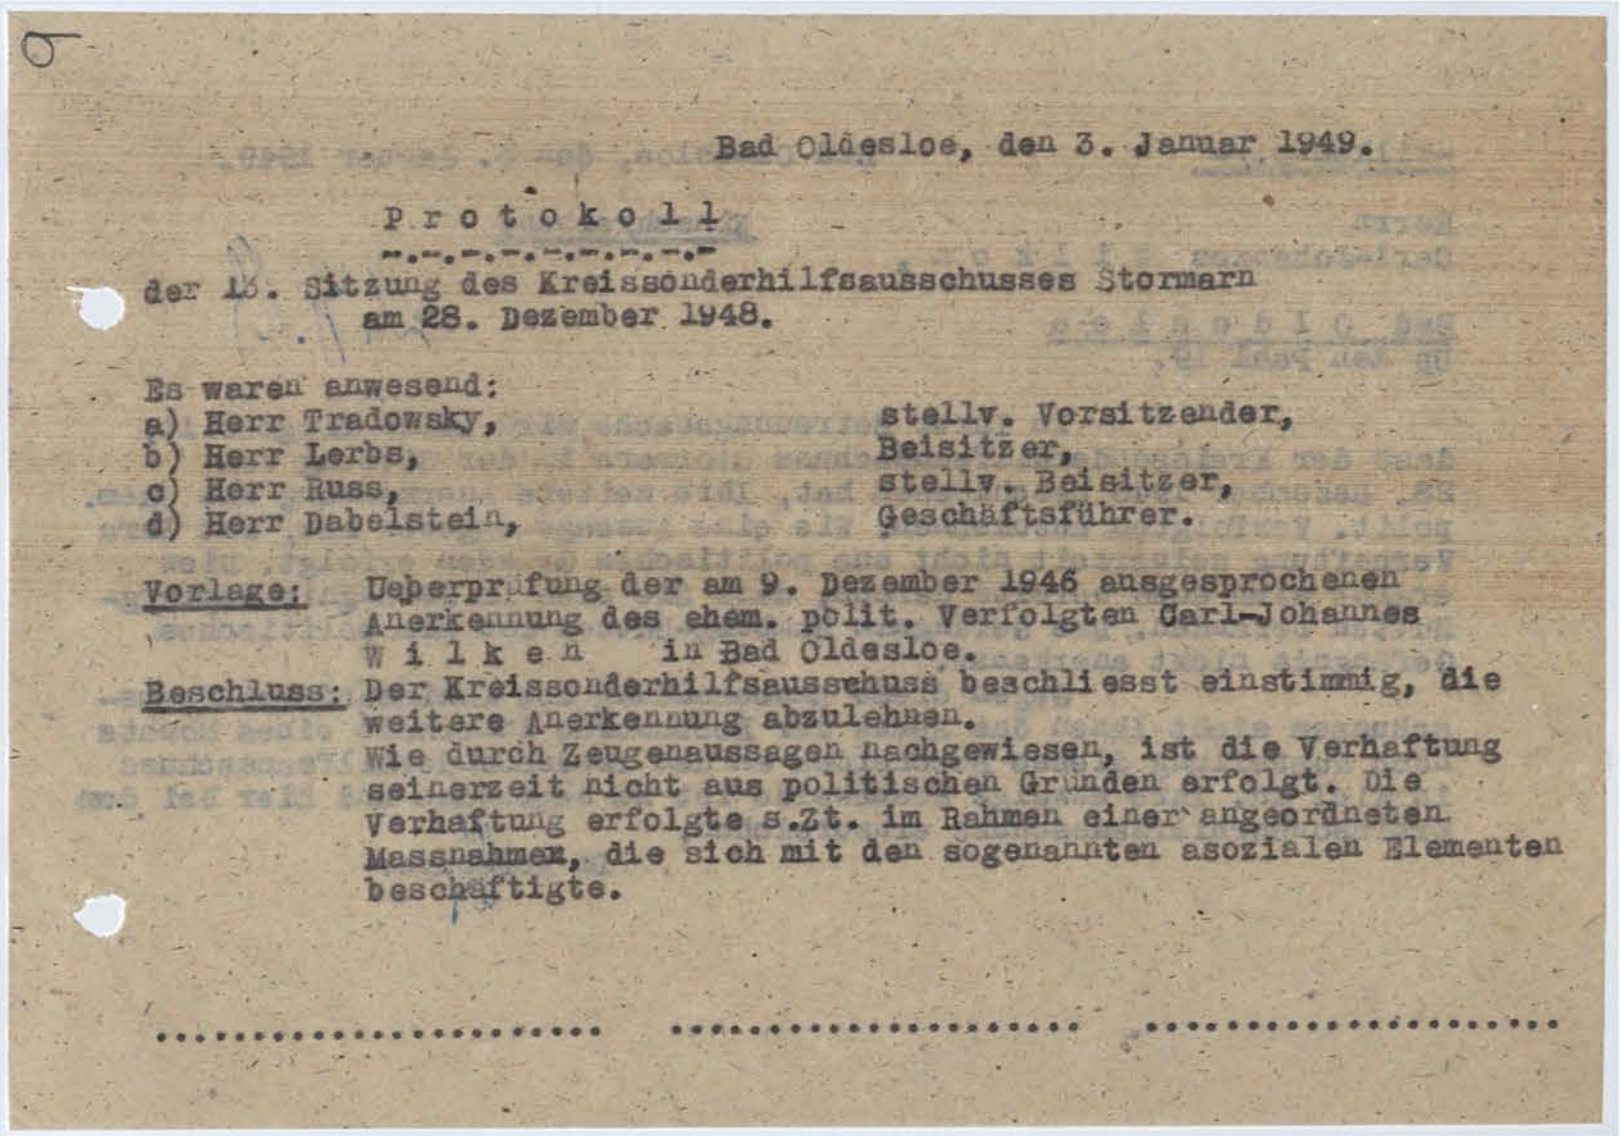 9
Bad Oldesloe, den 3. Januar 1949.
P r o t o k o l l
der 13. Sitzung des Kreissonderhilfsausschusses Stormarn
am 28. Dezember 1948.
Es waren anwesend:
a) Herr Tradowsky, stellv. Vorsitzender,
b) Herr Lerbs, Beisitzer,
c) Herr Russ, stellv. Beisitzer,
d) Herr Dabelstein, Geschäftsführer.
Vorlage: Ueberprüfung der am 9. Dezember 1946 ausgesprochenen
Anerkennung des ehem. polit. Verfolgten Carl-Johannes
W i l k e n in Bad Oldesloe.
Beschluss: Der Kreissonderhilfsausschuss beschliesst einstimmig, die
weitere Anerkennung abzulehnen.
Wie durch Zeugenaussagen nachgewiesen, ist die Verhaftung
seinerzeit nicht aus politischen Gründen erfolgt. Die
Verhaftung erfolgte s.Zt. im Rahmen einer angeordneten
Massnahmen, die sich mit den sogenannten asozialen Elementen
beschäftigte.